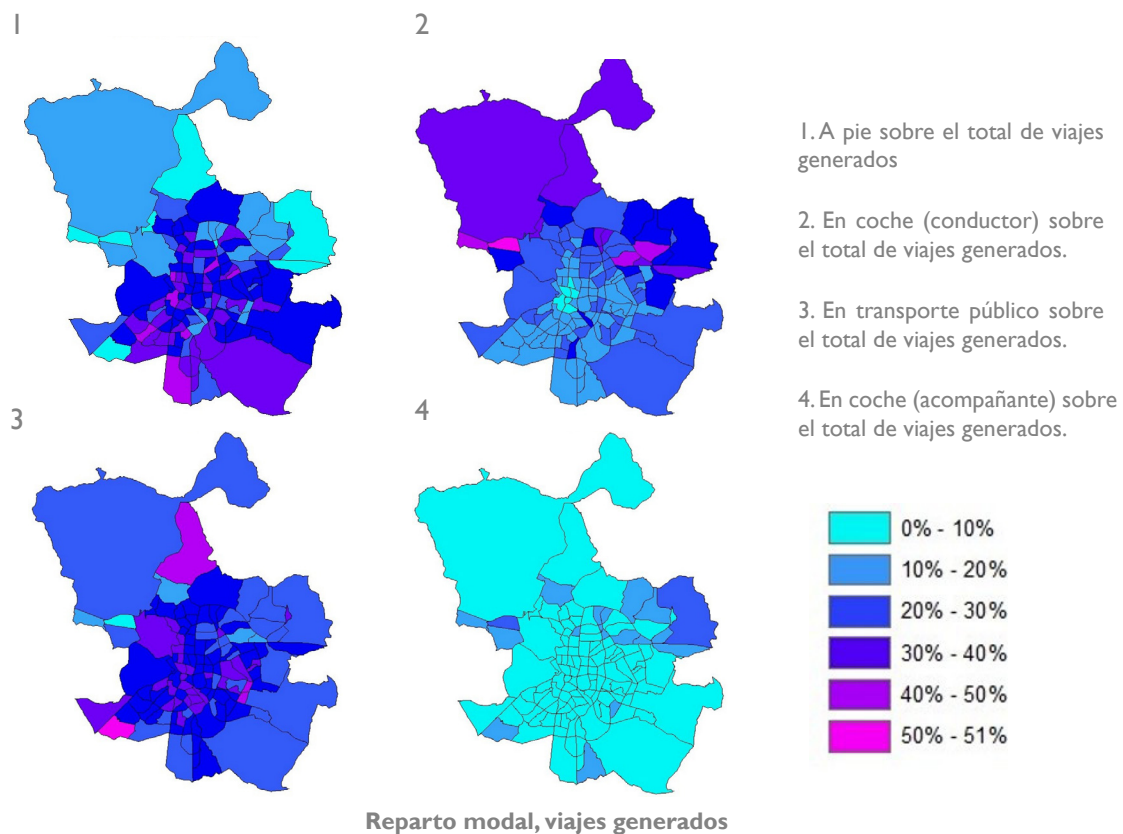 1
2
1. A pie sobre el total de viajes
generados
2. En coche (conductor) sobre
el total de viajes generados.
3. En transporte público sobre
el total de viajes generados.
4. En coche (acompañante) sobre
el total de viajes generados.
3
4
0% - 10%
10% - 20%
20% - 30%
30% - 40%
40% - 50%
50% - 51%
Reparto modal, viajes generados